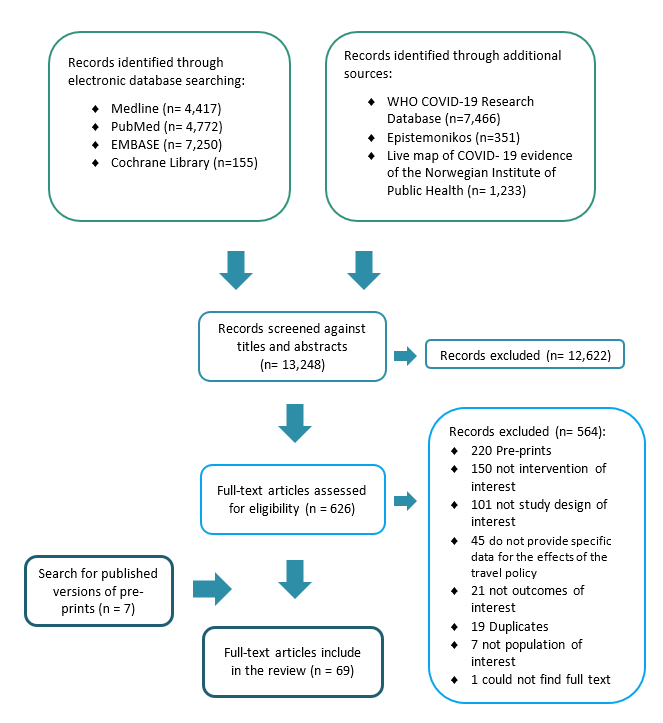 Records identified through
electronic database searching:
♦ Medline (n= 4,417)
♦ PubMed (n= 4,772)
♦ EMBASE (n= 7,250)
♦ Cochrane Library (n=155)
Records identified through additional
sources:
♦ WHO COVID-19 Research
Database (n=7,466)
♦ Epistemonikos (n=351)
♦ Live map of COVID- 19 evidence
of the Norwegian Institute of
Public Health (n= 1,233)
Records screened against
titles and abstracts
(n= 13,248)
Records excluded (n= 12,622)
Full-text articles assessed
for eligibility (n = 626)
Records excluded (n= 564):
♦ 220 Pre-prints
♦ 150 not intervention of
interest
♦ 101 not study design of
interest
♦ 45 do not provide specific
data for the effects of the
travel policy
♦ 21 not outcomes of
interest
♦ 19 Duplicates
♦ 7 not population of
interest
♦ 1 could not find full text
Search for published
versions of pre-
prints (n = 7)
Full-text articles include
in the review (n = 69)